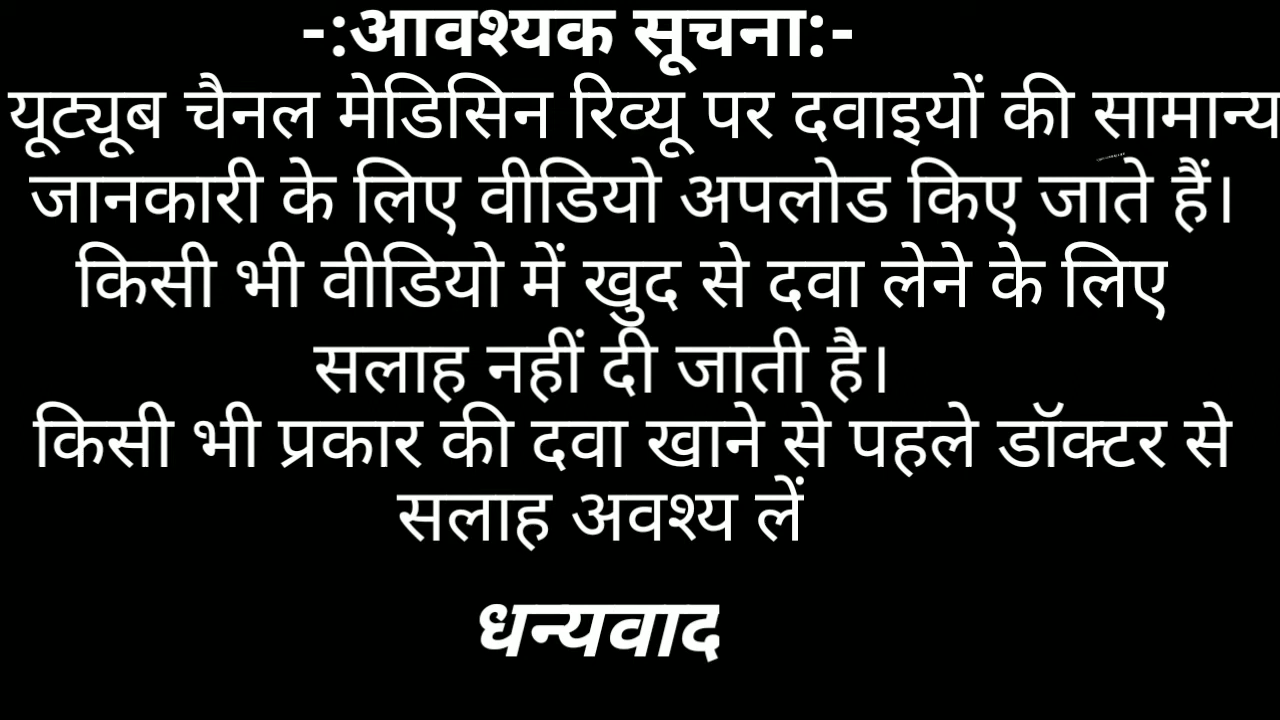 -:आवश्यक सूचना:-
यूट्यूब चैनल मेडिसिन रिव्यू पर दवाइयों की सामान्य
जानकारी के लिए वीडियो अपलोड किए जाते हैं।
किसी भी वीडियो में खुद से दवा लेने के लिए
सलाह नहीं दी जाती है।
किसी भी प्रकार की दवा खाने से पहले डॉक्टर से
सलाह अवश्य लें
धन्यवाद